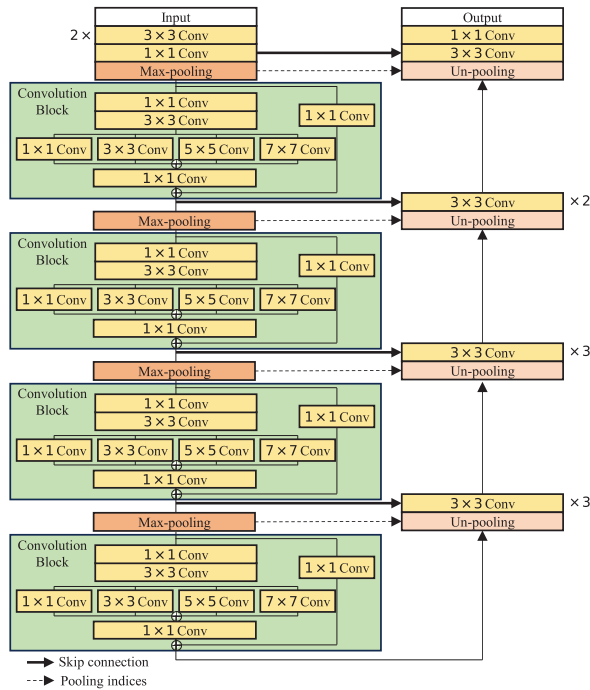 Input
2 × 3×3 Conv
1×1 Conv
Max-pooling
Output
1×1 Conv
3×3 Conv
Un-pooling
Convolution
Block
1×1 Conv
3×3 Conv
1×1 Conv
1×1 Conv 3×3 Conv 5×5 Conv 7×7 Conv
1×1 Conv
3×3 Conv ×2
Max-pooling
Un-pooling
Convolution
Block
1×1 Conv
3×3 Conv
1×1 Conv
1×1 Conv 3×3 Conv 5×5 Conv 7×7 Conv
1×1 Conv
3×3 Conv ×3
Max-pooling
Un-pooling
Convolution
Block
1×1 Conv
3×3 Conv
1×1 Conv
1×1 Conv 3×3 Conv 5×5 Conv 7×7 Conv
1×1 Conv
3×3 Conv ×3
Max-pooling
Un-pooling
Convolution
Block
1×1 Conv
3×3 Conv
1×1 Conv
1×1 Conv 3×3 Conv 5×5 Conv 7×7 Conv
1×1 Conv
Skip connection
Pooling indices